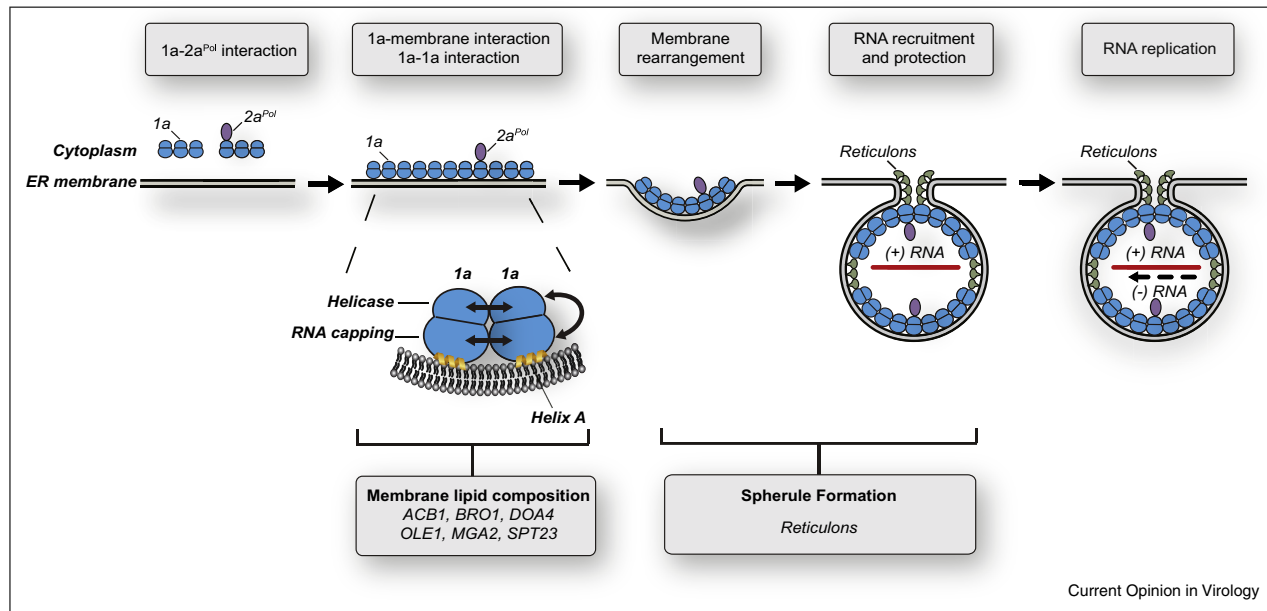 1a-2a^Pol interaction
1a-membrane interaction
1a-1a interaction
Membrane
rearrangement
RNA recruitment
and protection
RNA replication
1a
2a^Pol
Cytoplasm
ER membrane
1a
2a^Pol
Reticulons
(+) RNA
Reticulons
(+) RNA
(-) RNA
1a
1a
Helicase
RNA capping
Helix A
Membrane lipid composition
ACB1, BRO1, DOA4
OLE1, MGA2, SPT23
Spherule Formation
Reticulons
Current Opinion in Virology